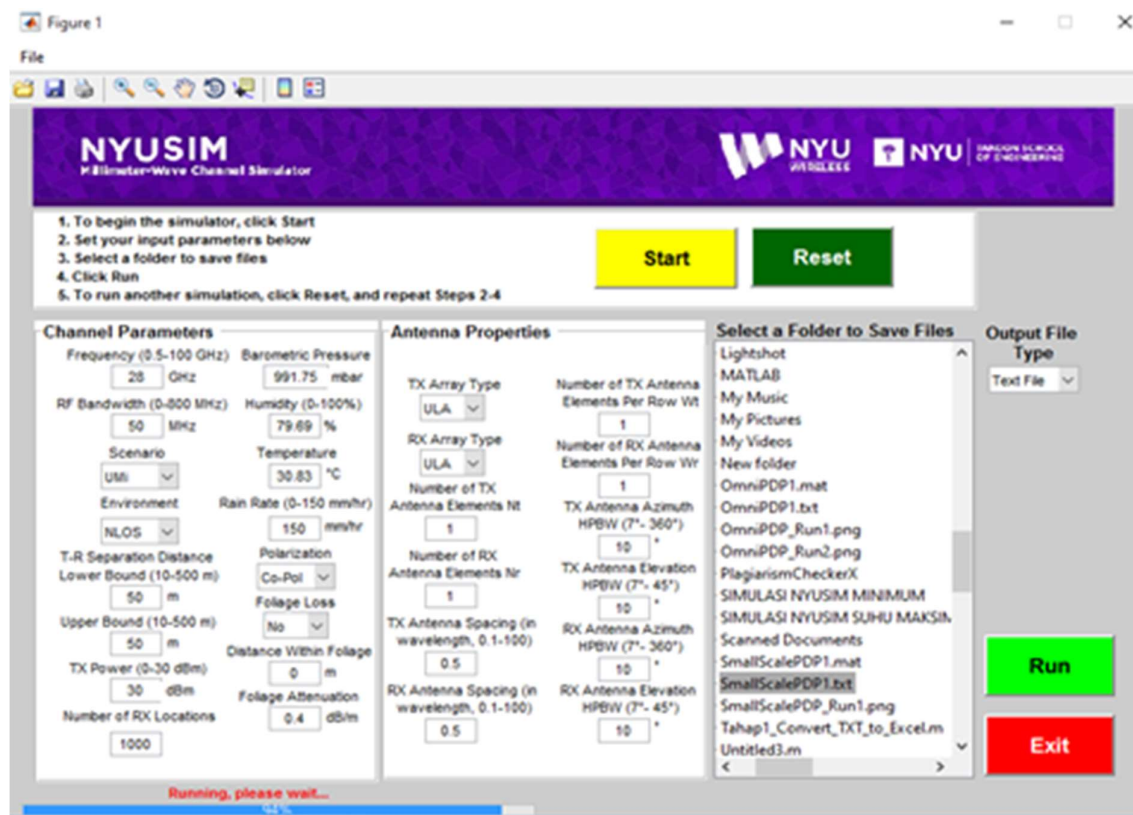 Figure 1
File
NYUSIM
Millimeter-Wave Channel Simulator
NYU
WIRELESS
NYU
TANDON SCHOOL
OF ENGINEERING
1. To begin the simulator, click Start
2. Set your input parameters below
3. Select a folder to save files
4. Click Run
5. To run another simulation, click Reset, and repeat Steps 2-4
Start
Reset
Channel Parameters
Frequency (0.5-100 GHz)
28 GHz
RF Bandwidth (0-800 MHz)
50 MHz
Scenario
UMi
Environment
NLOS
T-R Separation Distance
Lower Bound (10-500 m)
50 m
Upper Bound (10-500 m)
50 m
TX Power (0-30 dBm)
30 dBm
Number of RX Locations
1000
Barometric Pressure
991.75 mbar
Humidity (0-100%)
79.69 %
Temperature
30.83 °C
Rain Rate (0-150 mm/hr)
150 mm/hr
Polarization
Co-Pol
Foliage Loss
No
Distance Within Foliage
0 m
Foliage Attenuation
0.4 dB/m
Antenna Properties
TX Array Type
ULA
RX Array Type
ULA
Number of TX
Antenna Elements Nt
1
Number of RX
Antenna Elements Nr
1
TX Antenna Spacing (in
wavelength, 0.1-100)
0.5
RX Antenna Spacing (in
wavelength, 0.1-100)
0.5
Number of TX Antenna
Elements Per Row Wt
1
Number of RX Antenna
Elements Per Row Wr
1
TX Antenna Azimuth
HPBW (7°- 360°)
10 °
TX Antenna Elevation
HPBW (7°- 45°)
10 °
RX Antenna Azimuth
HPBW (7°- 360°)
10 °
RX Antenna Elevation
HPBW (7°- 45°)
10 °
Select a Folder to Save Files
Lightshot
MATLAB
My Music
My Pictures
My Videos
New folder
OmniPDP1.mat
OmniPDP1.txt
OmniPDP_Run1.png
OmniPDP_Run2.png
PlagiarismCheckerX
SIMULASI NYUSIM MINIMUM
SIMULASI NYUSIM SUHU MAKSIM
Scanned Documents
SmallScalePDP1.mat
SmallScalePDP1.txt
SmallScalePDP_Run1.png
Tahap1_Convert_TXT_to_Excel.m
Untitled3.m
Output File
Type
Text File
Run
Exit
Running, please wait...
94%